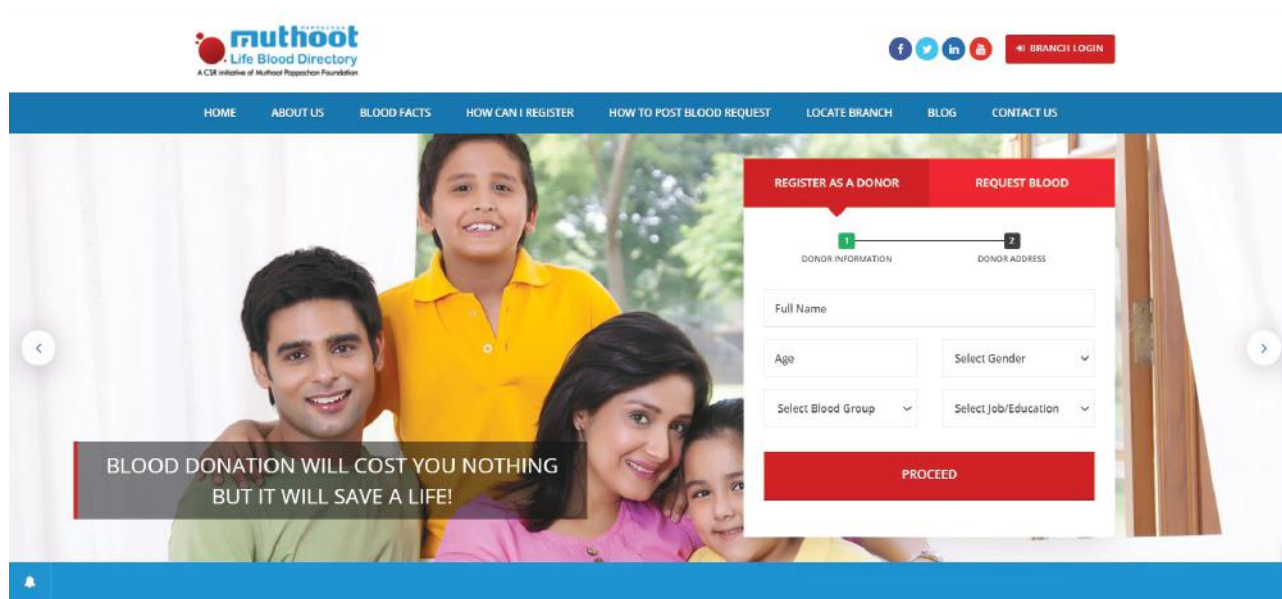 MUTHOOT PAPPACHAN
muthoot
Life Blood Directory
A CSR initiative of Muthoot Pappachan Foundation
BRANCH LOGIN
HOME ABOUT US BLOOD FACTS HOW CAN I REGISTER HOW TO POST BLOOD REQUEST LOCATE BRANCH BLOG CONTACT US
REGISTER AS A DONOR REQUEST BLOOD
1 2
DONOR INFORMATION DONOR ADDRESS
Full Name
Age Select Gender
Select Blood Group Select Job/Education
PROCEED
BLOOD DONATION WILL COST YOU NOTHING
BUT IT WILL SAVE A LIFE!